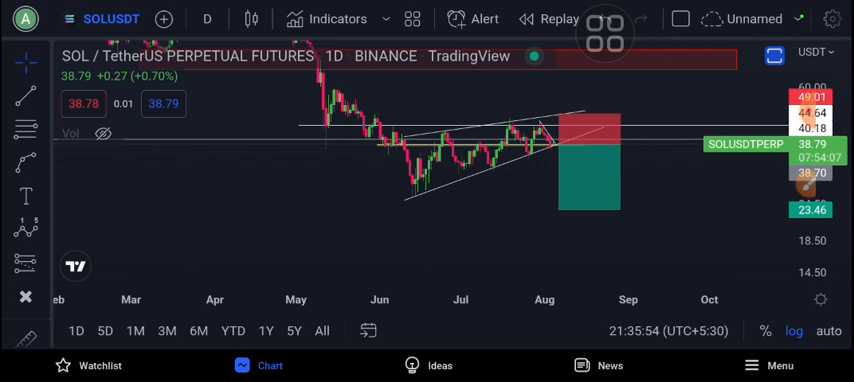 A SOLUSDT D Indicators Alert Replay Unnamed
SOL / TetherUS PERPETUAL FUTURES · 1D · BINANCE · TradingView
USDT
38.79 +0.27 (+0.70%)
38.78 0.01 38.79
Vol
60.00
49.01
44.64
40.18
SOLUSDTPERP 38.79
07:54:07
38.70
23.46
18.50
14.50
eb Mar Apr May Jun Jul Aug Sep Oct
1D 5D 1M 3M 6M YTD 1Y 5Y All 21:35:54 (UTC+5:30) % log auto
Watchlist Chart Ideas News Menu